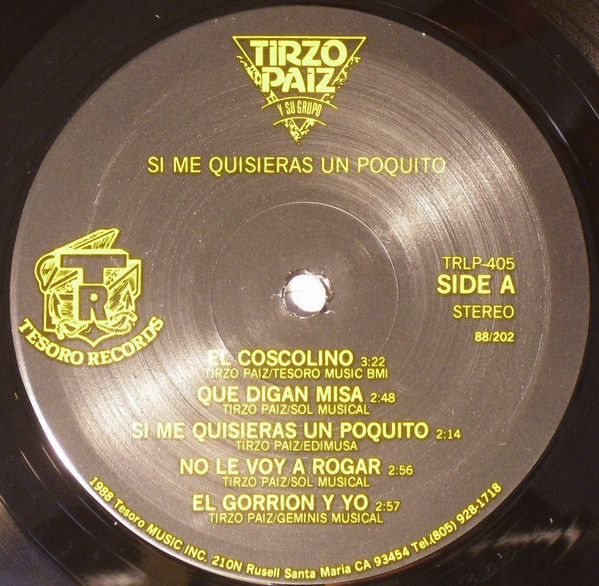 TIRZO
PAIZ
Y SU GRUPO
SI ME QUISIERAS UN POQUITO
TR
TESORO RECORDS
TRLP-405
SIDE A
STEREO
88/202
EL COSCOLINO 3:22
TIRZO PAIZ/TESORO MUSIC BMI
QUE DIGAN MISA 2:48
TIRZO PAIZ/SOL MUSICAL
SI ME QUISIERAS UN POQUITO 2:14
TIRZO PAIZ/EDIMUSA
NO LE VOY A ROGAR 2:56
TIRZO PAIZ/SOL MUSICAL
EL GORRION Y YO 2:57
TIRZO PAIZ/GEMINIS MUSICAL
1988 Tesoro MUSIC INC. 210N Rusell Santa Maria CA 93454 Tel.(805) 928-1718